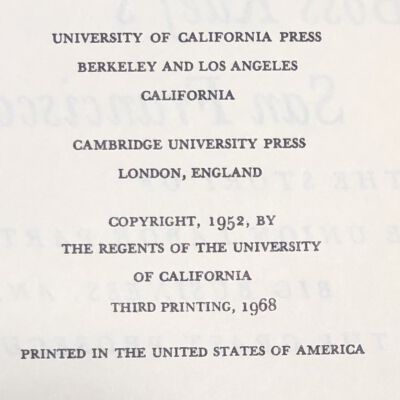 UNIVERSITY OF CALIFORNIA PRESS
BERKELEY AND LOS ANGELES
CALIFORNIA
CAMBRIDGE UNIVERSITY PRESS
LONDON, ENGLAND
COPYRIGHT, 1952, BY
THE REGENTS OF THE UNIVERSITY
OF CALIFORNIA
THIRD PRINTING, 1968
PRINTED IN THE UNITED STATES OF AMERICA